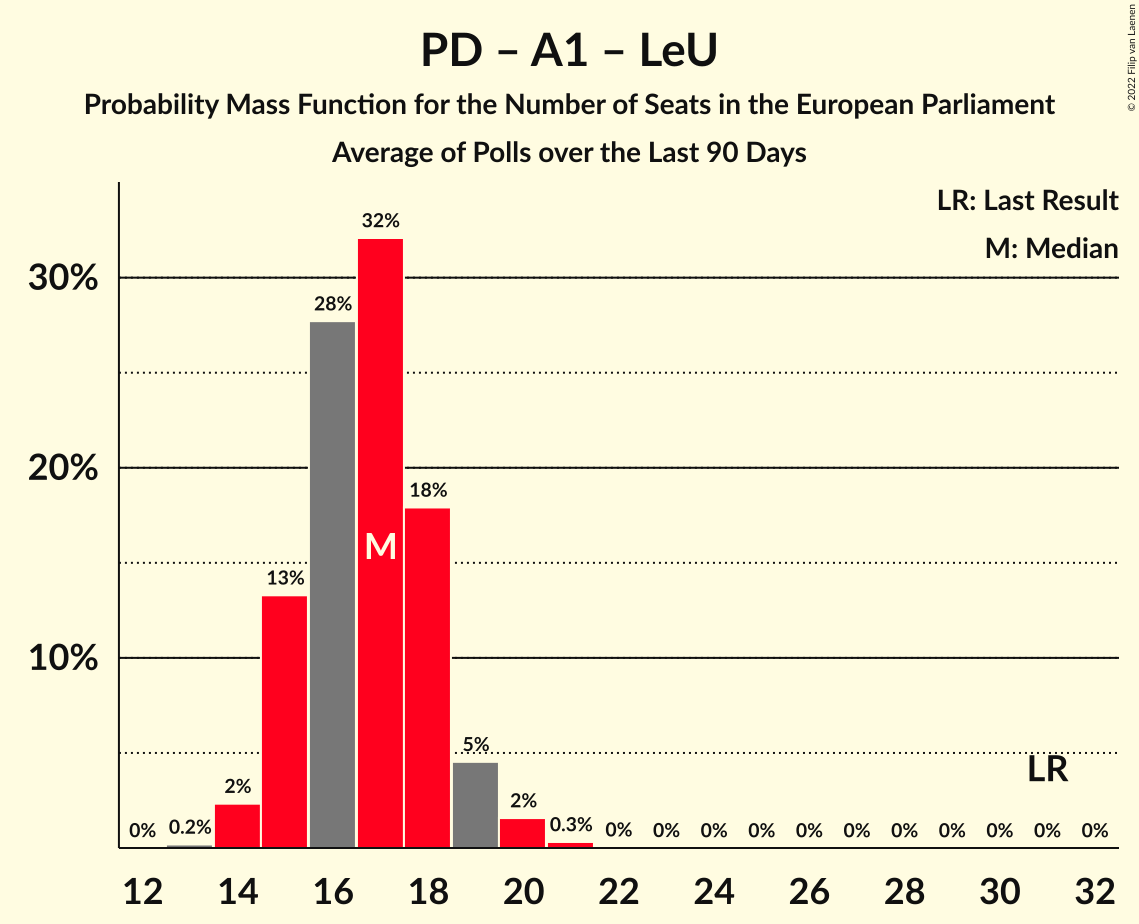 PD – A1 – LeU
Probability Mass Function for the Number of Seats in the European Parliament
Average of Polls over the Last 90 Days
© 2022 Filip van Laenen
LR: Last Result
M: Median
30%
20%
10%
0%
0.2%
2%
13%
28%
32%
M
18%
5%
2%
0.3%
0%
0%
0%
0%
0%
0%
0%
0%
0%
0%
0%
LR
12 14 16 18 20 22 24 26 28 30 32